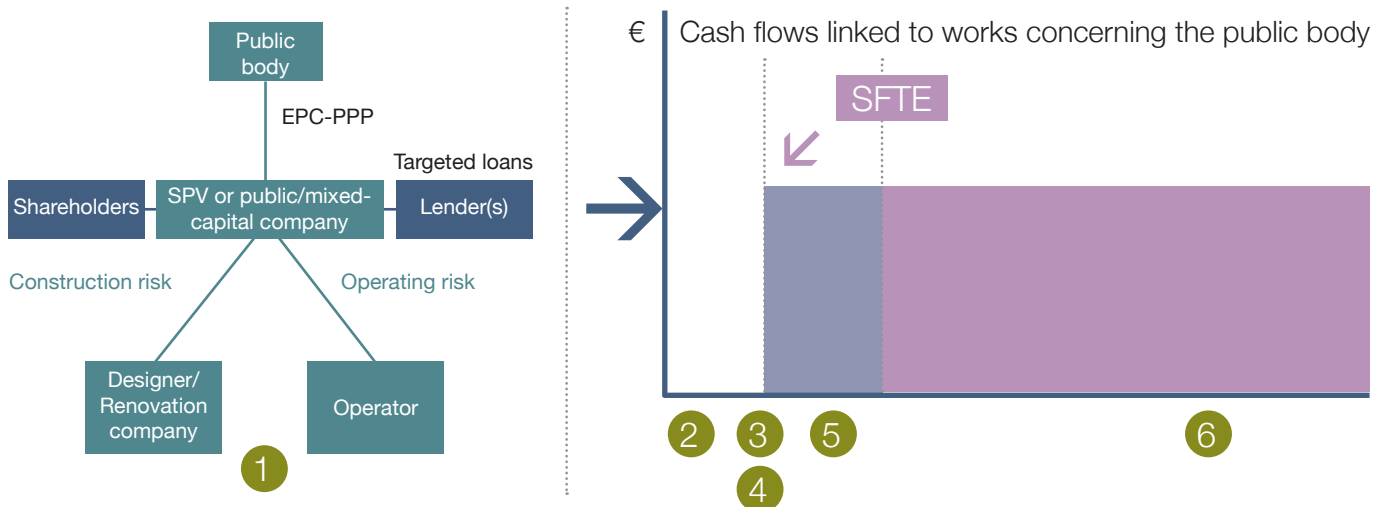 Public
body
EPC-PPP
Targeted loans
Shareholders
SPV or public/mixed-
capital company
Lender(s)
Construction risk
Operating risk
Designer/
Renovation
company
Operator
1
€
Cash flows linked to works concerning the public body
SFTE
2
3
5
6
4